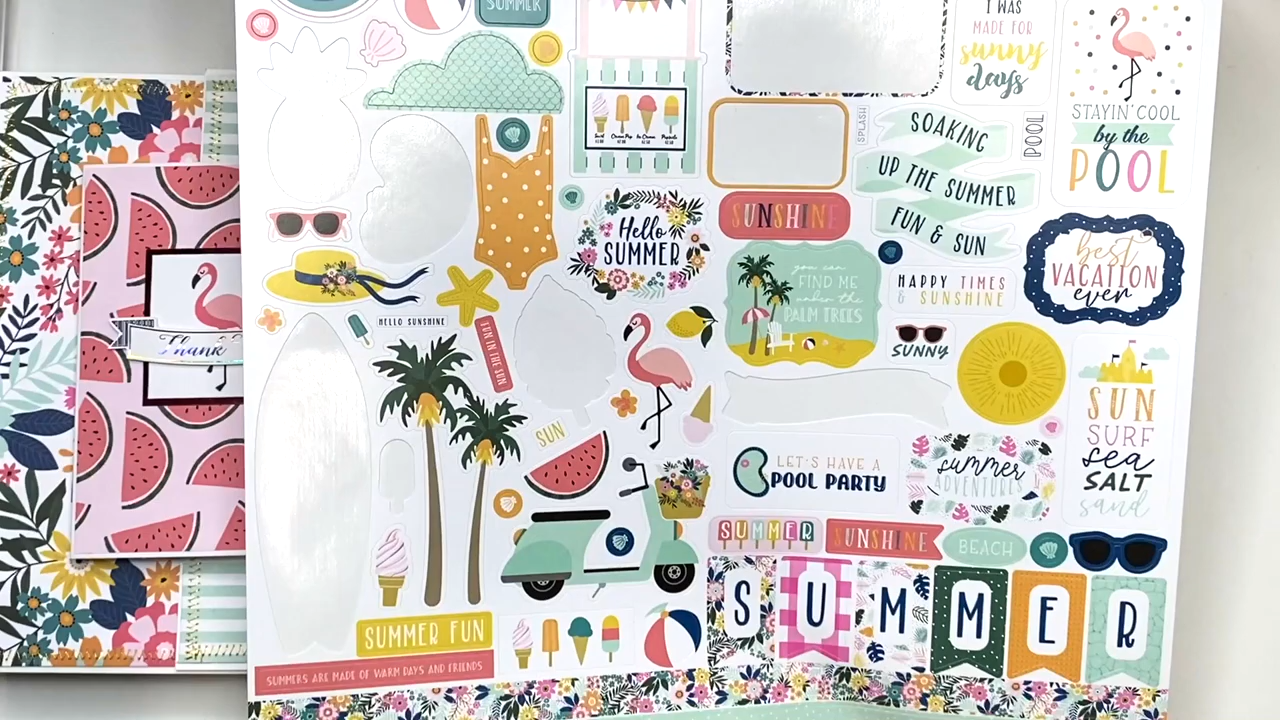 SUMMER
I WAS
MADE FOR
sunny
days
STAYIN' COOL
by the
POOL
SPLASH
POOL
SOAKING
UP THE SUMMER
FUN & SUN
SUNSHINE
Hello
SUMMER
you can
FIND ME
under the
PALM TREES
HAPPY TIMES
& SUNSHINE
best
VACATION
ever
SUNNY
HELLO SUNSHINE
FUN IN THE SUN
Thank
SUN
LET'S HAVE A
POOL PARTY
summer
ADVENTURES
SUN
SURF
sea
SALT
sand
SUMMER
SUNSHINE
BEACH
SUMMER
SUMMER FUN
SUMMERS ARE MADE OF WARM DAYS AND FRIENDS